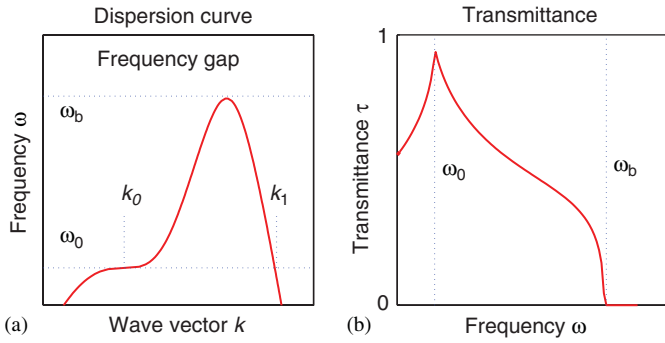 Dispersion curve
Frequency gap
ω_b
k_0
k_1
ω_0
Frequency ω
(a)
Wave vector k
Transmittance
1
ω_0
ω_b
Transmittance τ
0
(b)
Frequency ω